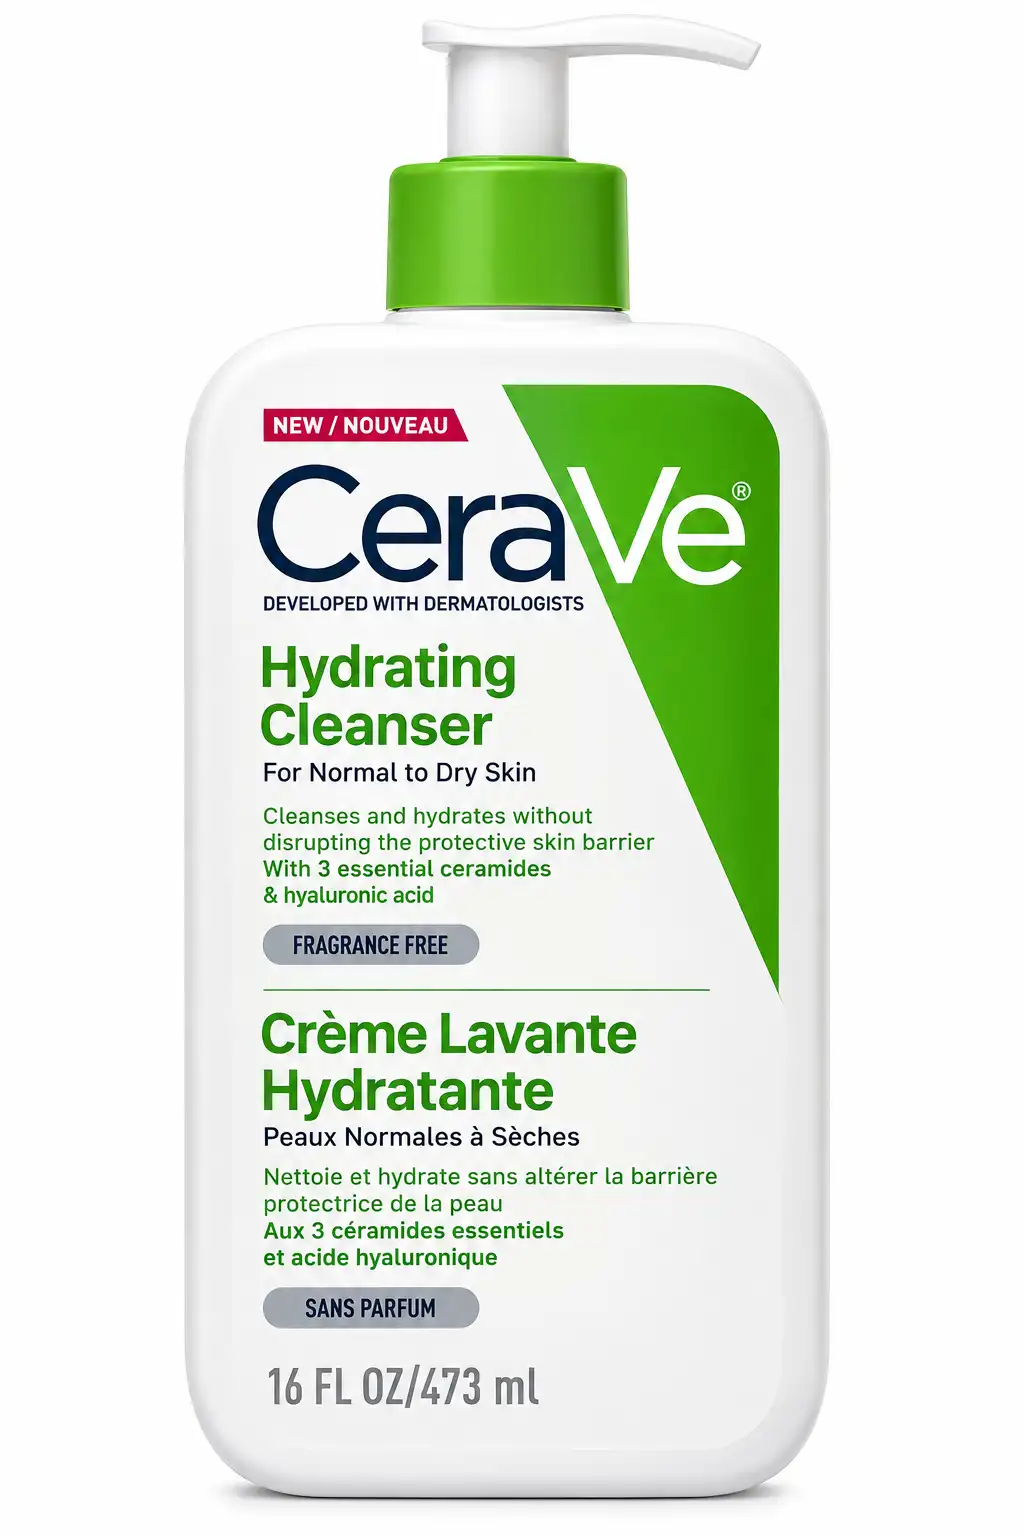 NEW / NOUVEAU
CeraVe®
DEVELOPED WITH DERMATOLOGISTS
Hydrating
Cleanser
For Normal to Dry Skin
Cleanses and hydrates without
disrupting the protective skin barrier
With 3 essential ceramides
& hyaluronic acid
FRAGRANCE FREE
Crème Lavante
Hydratante
Peaux Normales à Sèches
Nettoie et hydrate sans altérer la barrière
protectrice de la peau
Aux 3 céramides essentiels
et acide hyaluronique
SANS PARFUM
16 FL OZ/473 ml